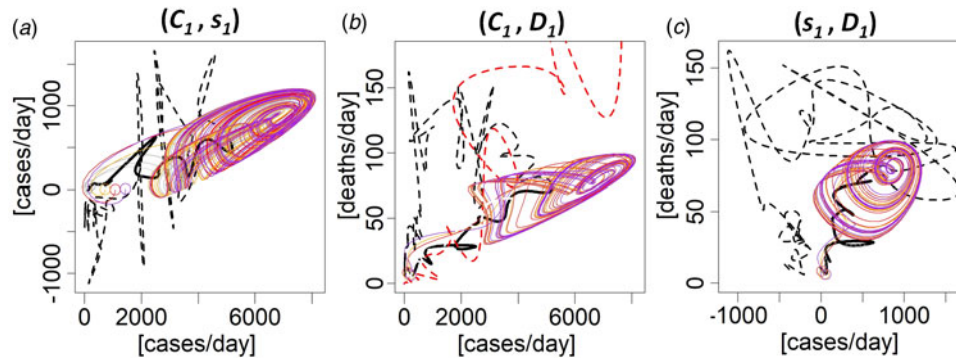 (a) (C1, s1) (b) (C1, D1) (c) (s1, D1)
[cases/day]
1000
0
-1000
0 2000 6000
[cases/day]
[deaths/day]
150
100
50
0
0 2000 6000
[cases/day]
[deaths/day]
150
100
50
0
-1000 0 1000
[cases/day]